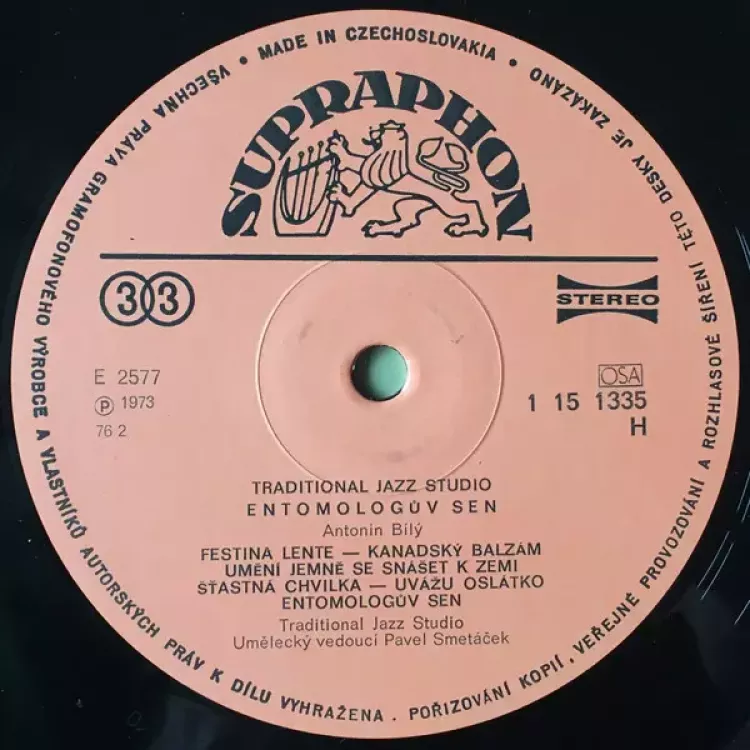 VŠECHNA PRÁVA GRAMOFONOVÉHO VÝROBCE A VLASTNÍKŮ AUTORSKÝCH PRÁV K DÍLU VYHRAŽENA . POŘIZOVÁNÍ KOPIÍ, VEŘEJNÉ PROVOZOVÁNÍ A ROZHLASOVÉ ŠÍŘENÍ TÉTO DESKY JE ZAKÁZÁNO
• MADE IN CZECHOSLOVAKIA •
SUPRAPHON
33
STEREO
E 2577
℗ 1973
76 2
OSA
1 15 1335
H
TRADITIONAL JAZZ STUDIO
ENTOMOLOGŮV SEN
Antonín Bílý
FESTINA LENTE — KANADSKÝ BALZÁM
UMĚNÍ JEMNĚ SE SNÁŠET K ZEMI
ŠŤASTNÁ CHVILKA — UVÁŽU OSLÁTKO
ENTOMOLOGŮV SEN
Traditional Jazz Studio
Umělecký vedoucí Pavel Smetáček